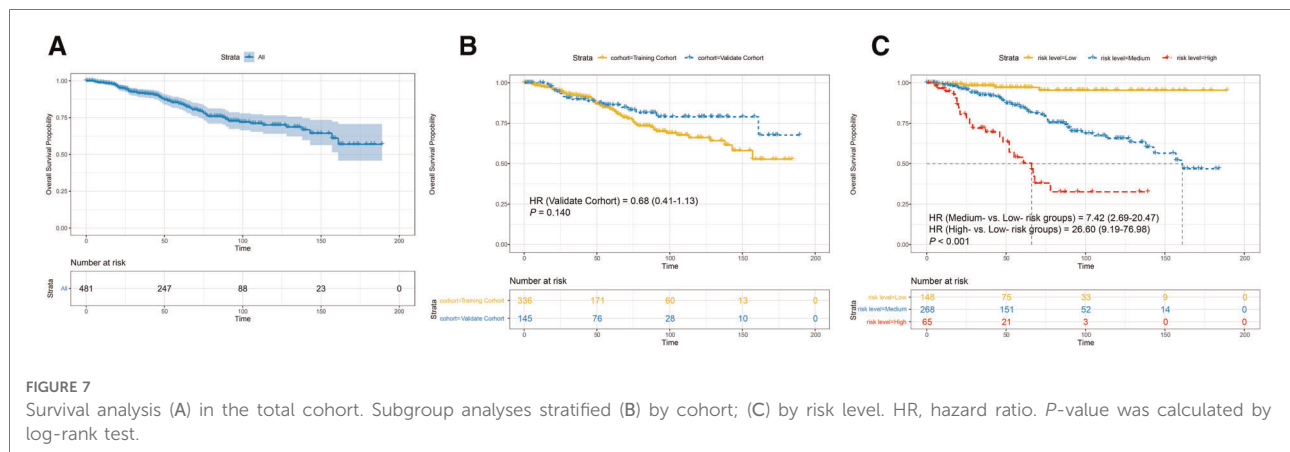 A
Strata All
Overall Survival Propobility
1.00
0.75
0.50
0.25
0.00
0 50 100 150 200
Time
Number at risk
Strata
All 481 247 88 23 0
0 50 100 150 200
Time
B
Strata corhort=Training Corhort cohort=Validate Corhort
Overall Survival Propobility
1.00
0.75
0.50
0.25
0.00
HR (Validate Corhort) = 0.68 (0.41-1.13)
P = 0.140
0 50 100 150 200
Time
Number at risk
Strata
corhort=Training Corhort 336 171 60 13 0
cohort=Validate Corhort 145 76 28 10 0
0 50 100 150 200
Time
C
Strata risk level=Low risk level=Medium risk level=High
Overall Survival Propobility
1.00
0.75
0.50
0.25
0.00
HR (Medium- vs. Low- risk groups) = 7.42 (2.69-20.47)
HR (High- vs. Low- risk groups) = 26.60 (9.19-76.98)
P < 0.001
0 50 100 150 200
Time
Number at risk
Strata
risk level=Low 148 75 33 9 0
risk level=Medium 268 151 52 14 0
risk level=High 65 21 3 0 0
0 50 100 150 200
Time
FIGURE 7
Survival analysis (A) in the total cohort. Subgroup analyses stratified (B) by cohort; (C) by risk level. HR, hazard ratio. P-value was calculated by
log-rank test.